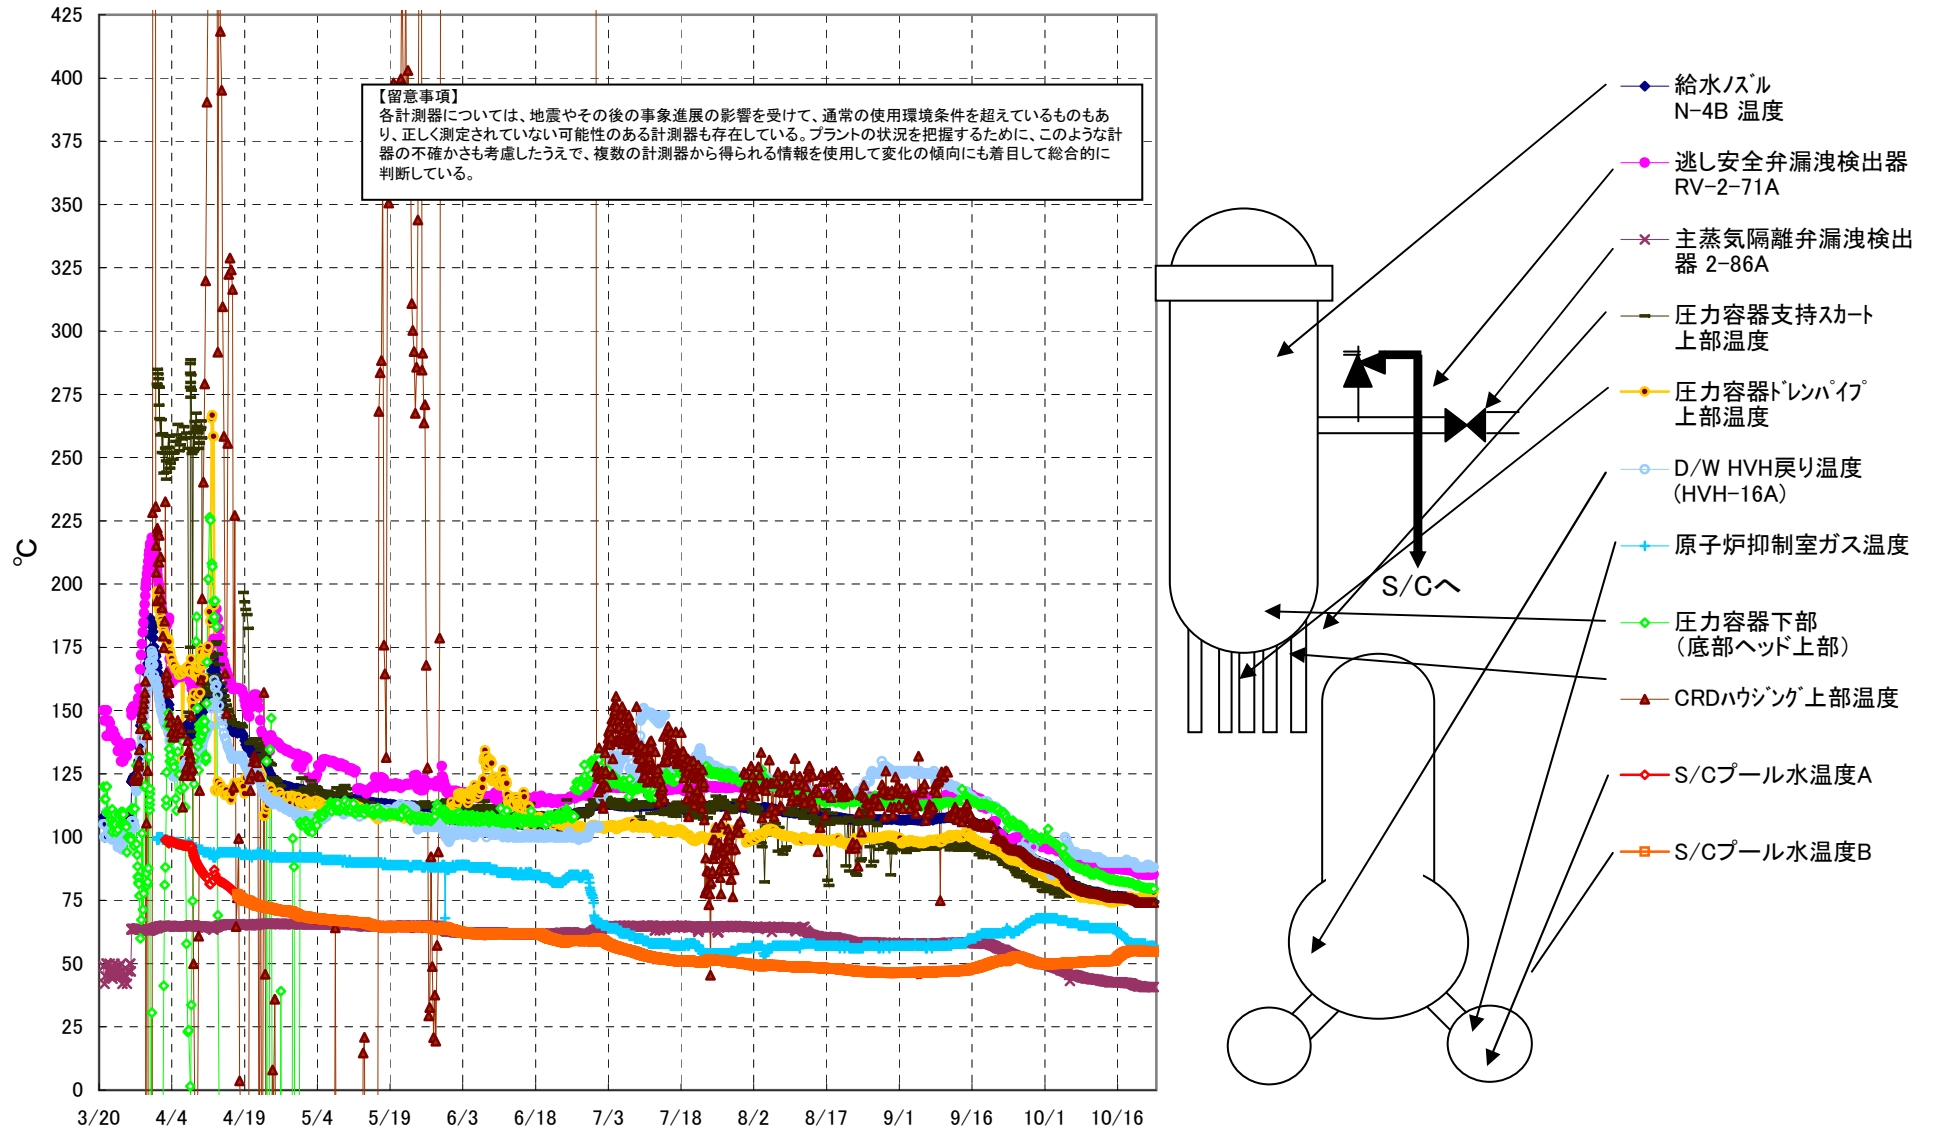 425
400
375
350
325
300
275
250
225
200
175
150
125
100
75
50
25
0
℃
3/20
4/4
4/19
5/4
5/19
6/3
6/18
7/3
7/18
8/2
8/17
9/1
9/16
10/1
10/16
【留意事項】
各計測器については、地震やその後の事象進展の影響を受けて、通常の使用環境条件を超えているものもあ
り、正しく測定されていない可能性のある計測器も存在している。プラントの状況を把握するために、このような計
器の不確かさも考慮したうえで、複数の計測器から得られる情報を使用して変化の傾向にも着目して総合的に
判断している。
S/Cへ
給水ﾉｽﾞﾙ
N-4B 温度
逃し安全弁漏洩検出器
RV-2-71A
主蒸気隔離弁漏洩検出
器 2-86A
圧力容器支持ｽｶｰﾄ
上部温度
圧力容器ﾄﾞﾚﾝﾊﾟｲﾌﾟ
上部温度
D/W HVH戻り温度
(HVH-16A)
原子炉抑制室ガス温度
圧力容器下部
（底部ヘッド上部）
CRDﾊｳｼﾞﾝｸﾞ上部温度
S/Cプール水温度A
S/Cプール水温度B